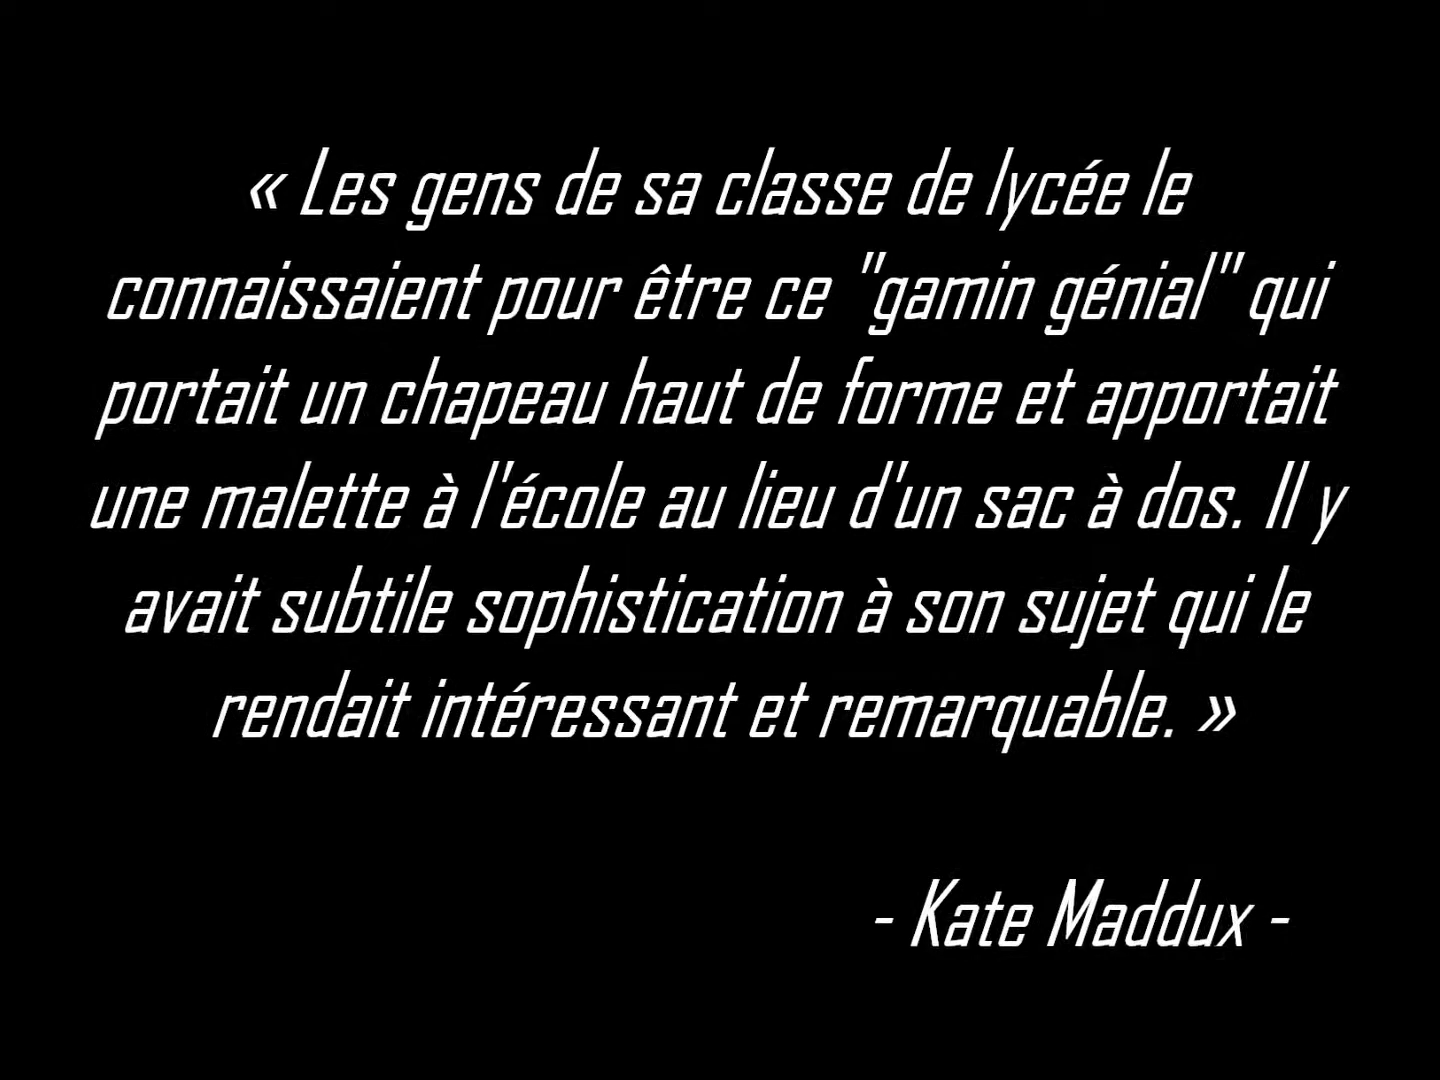 « Les gens de sa classe de lycée le
connaissaient pour être ce "gamin génial" qui
portait un chapeau haut de forme et apportait
une malette à l'école au lieu d'un sac à dos. Il y
avait subtile sophistication à son sujet qui le
rendait intéressant et remarquable. »
- Kate Maddux -